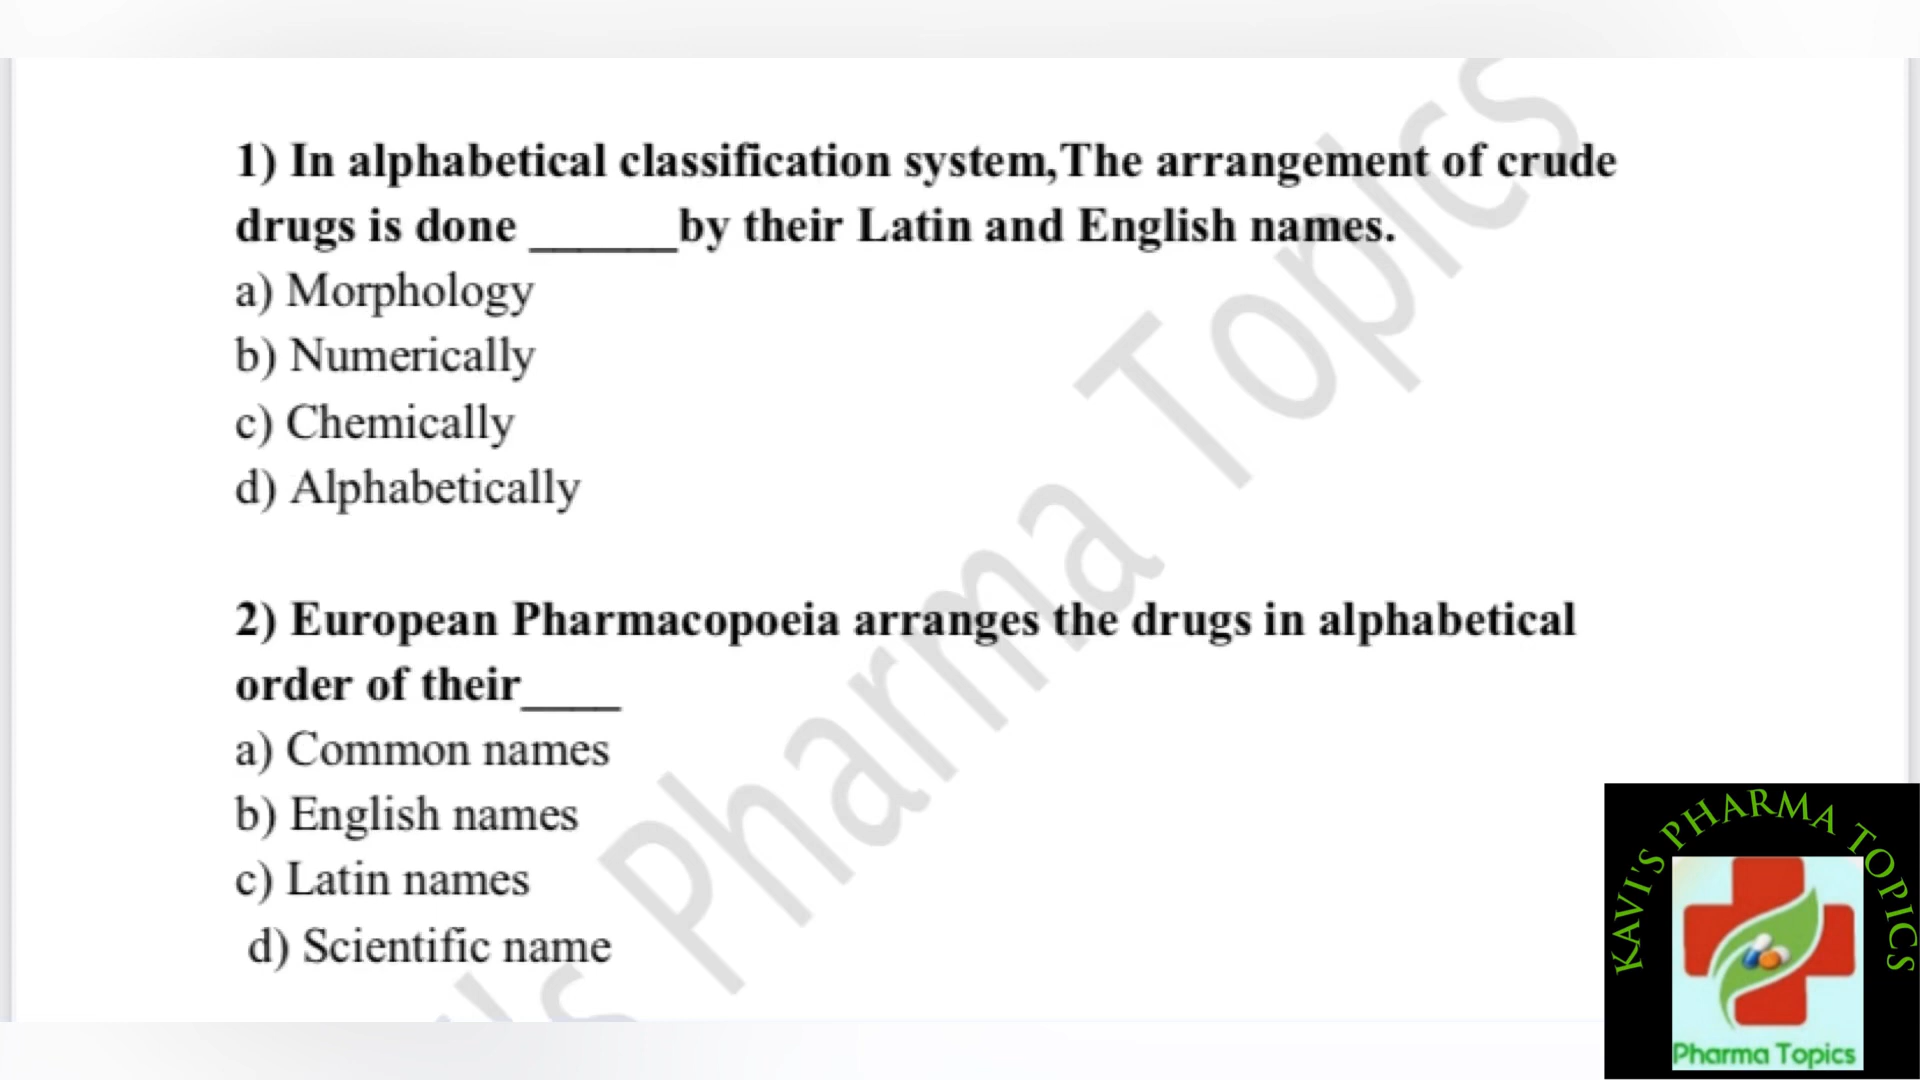 1) In alphabetical classification system,The arrangement of crude
drugs is done ______by their Latin and English names.
a) Morphology
b) Numerically
c) Chemically
d) Alphabetically
2) European Pharmacopoeia arranges the drugs in alphabetical
order of their____
a) Common names
b) English names
c) Latin names
d) Scientific name
's Pharma Topics
KAVI'S PHARMA TOPICS
Pharma Topics